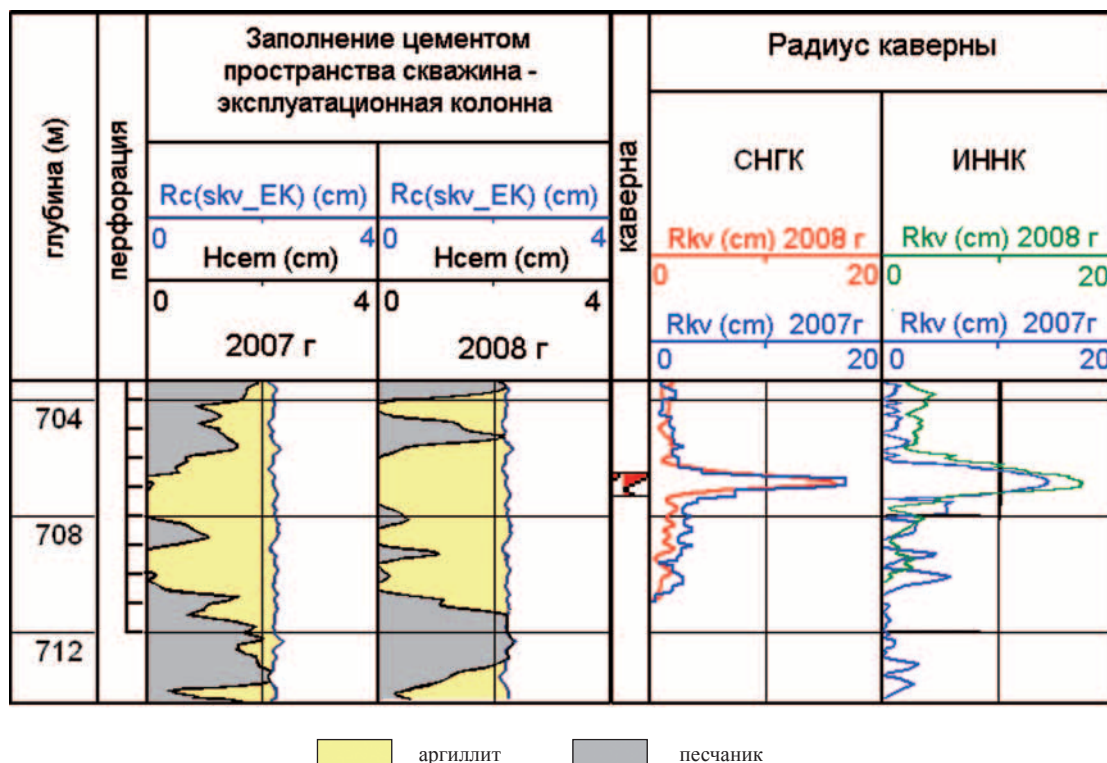 глубина (м)
перфорация
Заполнение цементом
пространства скважина -
эксплуатационная колонна
Rc(skv_EK) (cm)
0 4
Hcem (cm)
0 4
2007 г
Rc(skv_EK) (cm)
0 4
Hcem (cm)
0 4
2008 г
каверна
Радиус каверны
СНГК
Rkv (cm) 2008 г
0 20
Rkv (cm) 2007г
0 20
ИННК
Rkv (cm) 2008 г
0 20
Rkv (cm) 2007г
0 20
704
708
712
аргиллит
песчаник